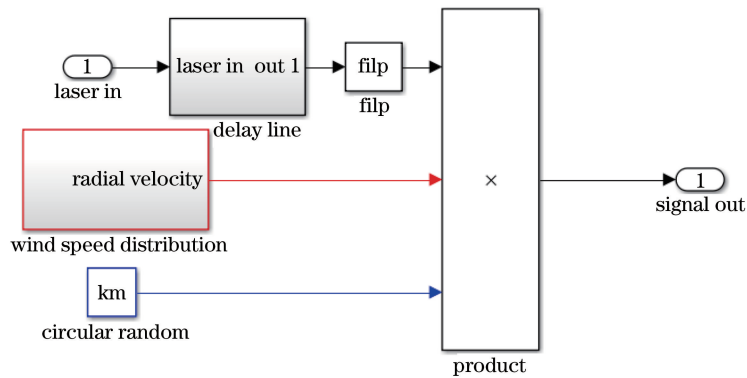 1
laser in
laser in out 1
delay line
filp
filp
radial velocity
wind speed distribution
km
circular random
×
product
1
signal out